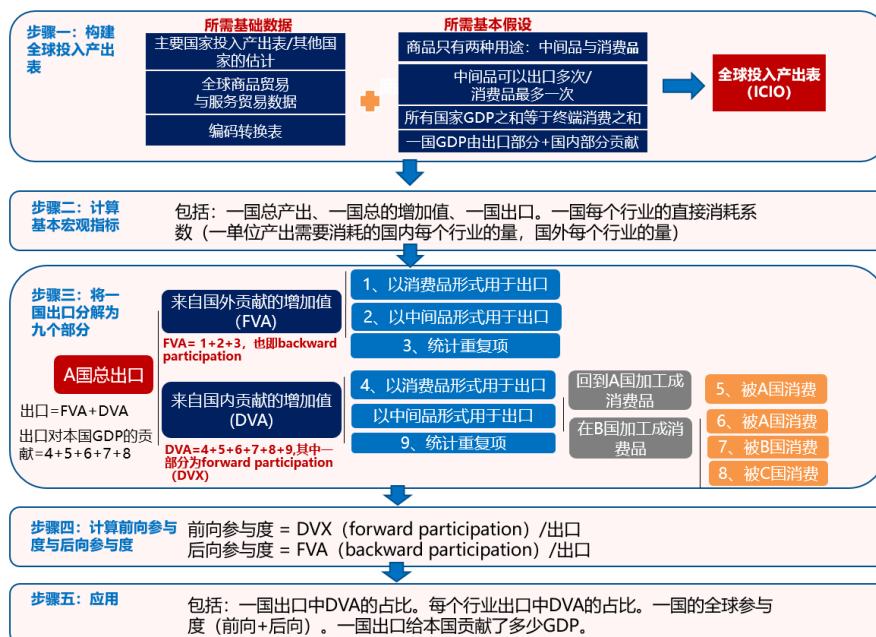 步骤一：构建
全球投入产出
表
所需基础数据
主要国家投入产出表/其他国
家的估计
全球商品贸易
与服务贸易数据
编码转换表
所需基本假设
商品只有两种用途：中间品与消费品
中间品可以出口多次/
消费品最多一次
所有国家GDP之和等于终端消费之和
一国GDP由出口部分+国内部分贡献
全球投入产出表
(ICIO)
步骤二：计算
基本宏观指标
包括：一国总产出、一国总的增加值、一国出口。一国每个行业的直接消耗系
数（一单位产出需要消耗的国内每个行业的量，国外每个行业的量）
步骤三：将一
国出口分解为
九个部分
A国总出口
出口=FVA+DVA
出口对本国GDP的贡
献=4+5+6+7+8
来自国外贡献的增加值
(FVA)
FVA= 1+2+3，也即backward
participation
1、以消费品形式用于出口
2、以中间品形式用于出口
3、统计重复项
来自国内贡献的增加值
(DVA)
DVA=4+5+6+7+8+9,其中一
部分为forward participation
(DVX)
4、以消费品形式用于出口
以中间品形式用于出口
9、统计重复项
回到A国加工成
消费品
在B国加工成消
费品
5、被A国消费
6、被A国消费
7、被B国消费
8、被C国消费
步骤四：计算前向参与
度与后向参与度
前向参与度 = DVX（forward participation）/出口
后向参与度 = FVA（backward participation）/出口
步骤五：应用
包括：一国出口中DVA的占比。每个行业出口中DVA的占比。一国的全球参与
度（前向+后向）。一国出口给本国贡献了多少GDP。